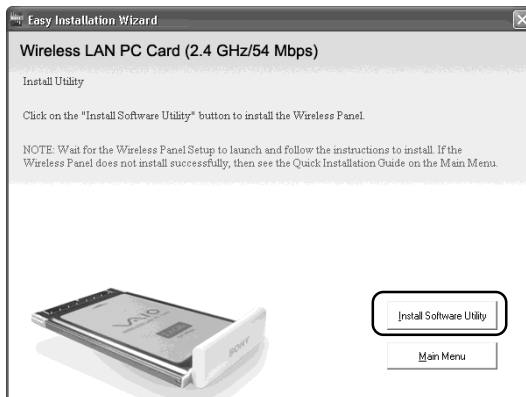 Easy Installation Wizard
Wireless LAN PC Card (2.4 GHz/54 Mbps)
Install Utility
Click on the "Install Software Utility" button to install the Wireless Panel.
NOTE: Wait for the Wireless Panel Setup to launch and follow the instructions to install. If the
Wireless Panel does not install successfully, then see the Quick Installation Guide on the Main Menu.
VAIO
SONY
Install Software Utility
Main Menu